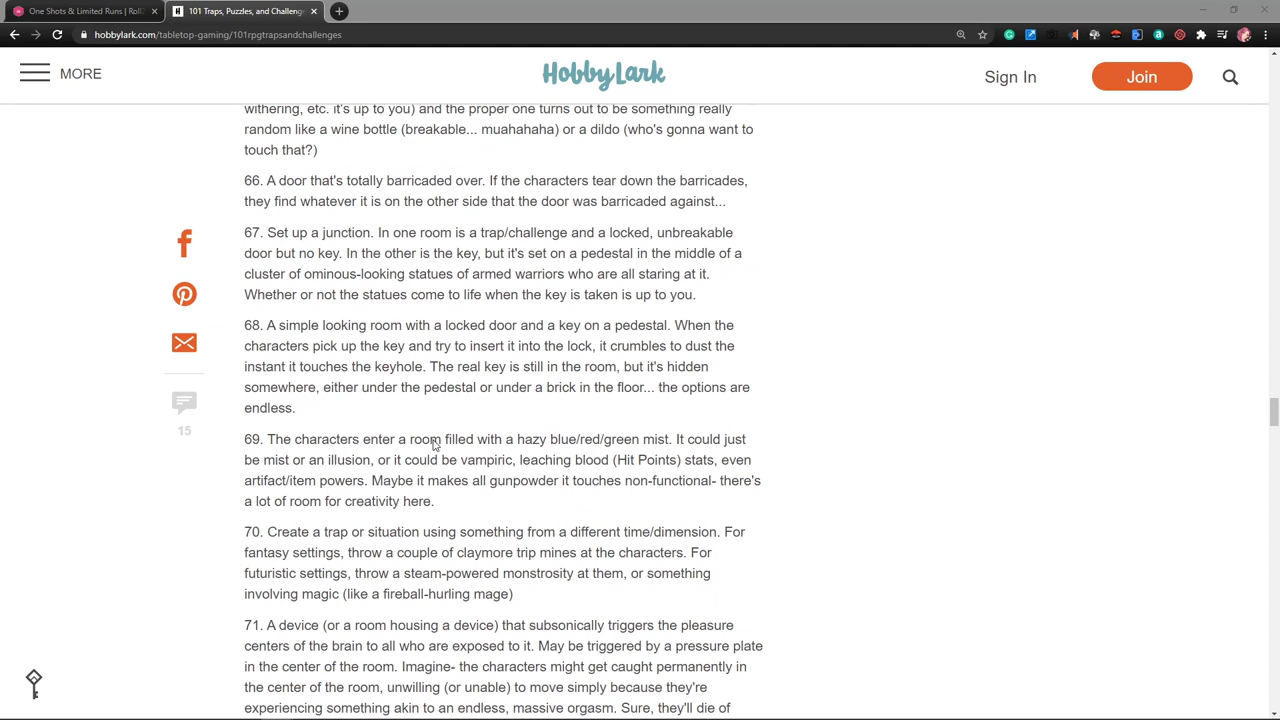 One Shots & Limited Runs | Roll2
101 Traps, Puzzles, and Challeng
hobbylark.com/tabletop-gaming/101rpgtrapsandchallenges
MORE
HobbyLark
Sign In
Join
withering, etc. it's up to you) and the proper one turns out to be something really
random like a wine bottle (breakable... muahahaha) or a dildo (who's gonna want to
touch that?)
66. A door that's totally barricaded over. If the characters tear down the barricades,
they find whatever it is on the other side that the door was barricaded against...
67. Set up a junction. In one room is a trap/challenge and a locked, unbreakable
door but no key. In the other is the key, but it's set on a pedestal in the middle of a
cluster of ominous-looking statues of armed warriors who are all staring at it.
Whether or not the statues come to life when the key is taken is up to you.
68. A simple looking room with a locked door and a key on a pedestal. When the
characters pick up the key and try to insert it into the lock, it crumbles to dust the
instant it touches the keyhole. The real key is still in the room, but it's hidden
somewhere, either under the pedestal or under a brick in the floor... the options are
endless.
15
69. The characters enter a room filled with a hazy blue/red/green mist. It could just
be mist or an illusion, or it could be vampiric, leaching blood (Hit Points) stats, even
artifact/item powers. Maybe it makes all gunpowder it touches non-functional- there's
a lot of room for creativity here.
70. Create a trap or situation using something from a different time/dimension. For
fantasy settings, throw a couple of claymore trip mines at the characters. For
futuristic settings, throw a steam-powered monstrosity at them, or something
involving magic (like a fireball-hurling mage)
71. A device (or a room housing a device) that subsonically triggers the pleasure
centers of the brain to all who are exposed to it. May be triggered by a pressure plate
in the center of the room. Imagine- the characters might get caught permanently in
the center of the room, unwilling (or unable) to move simply because they're
experiencing something akin to an endless, massive orgasm. Sure, they'll die of